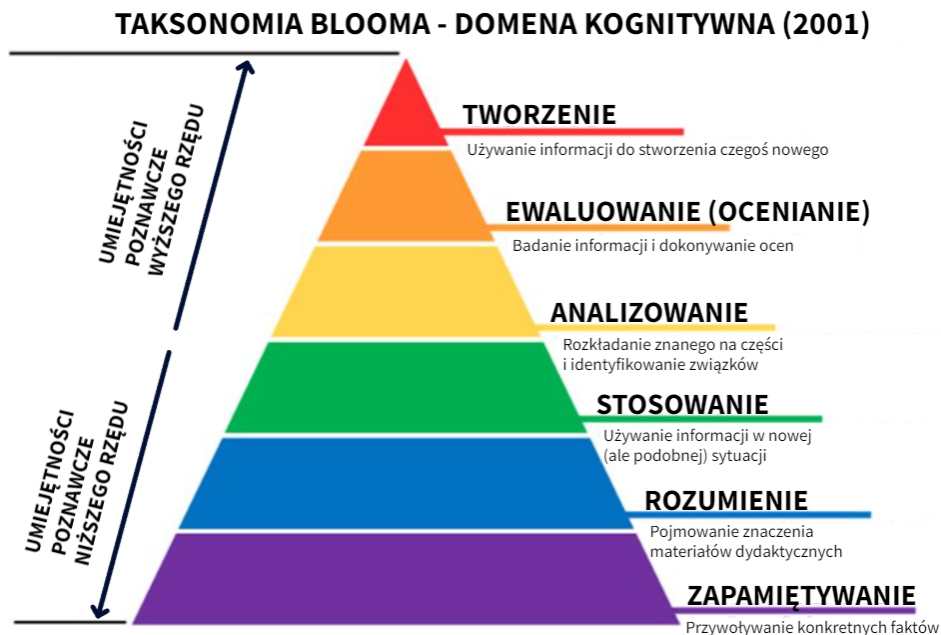 TAKSONOMIA BLOOMA - DOMENA KOGNITYWNA (2001)
UMIEJĘTNOŚCI
POZNAWCZE
WYŻSZEGO RZĘDU
TWORZENIE
Używanie informacji do stworzenia czegoś nowego
EWALUOWANIE (OCENIANIE)
Badanie informacji i dokonywanie ocen
ANALIZOWANIE
Rozkładanie znanego na części
i identyfikowanie związków
UMIEJĘTNOŚCI
POZNAWCZE
NIŻSZEGO RZĘDU
STOSOWANIE
Używanie informacji w nowej
(ale podobnej) sytuacji
ROZUMIENIE
Pojmowanie znaczenia
materiałów dydaktycznych
ZAPAMIĘTYWANIE
Przywoływanie konkretnych faktów